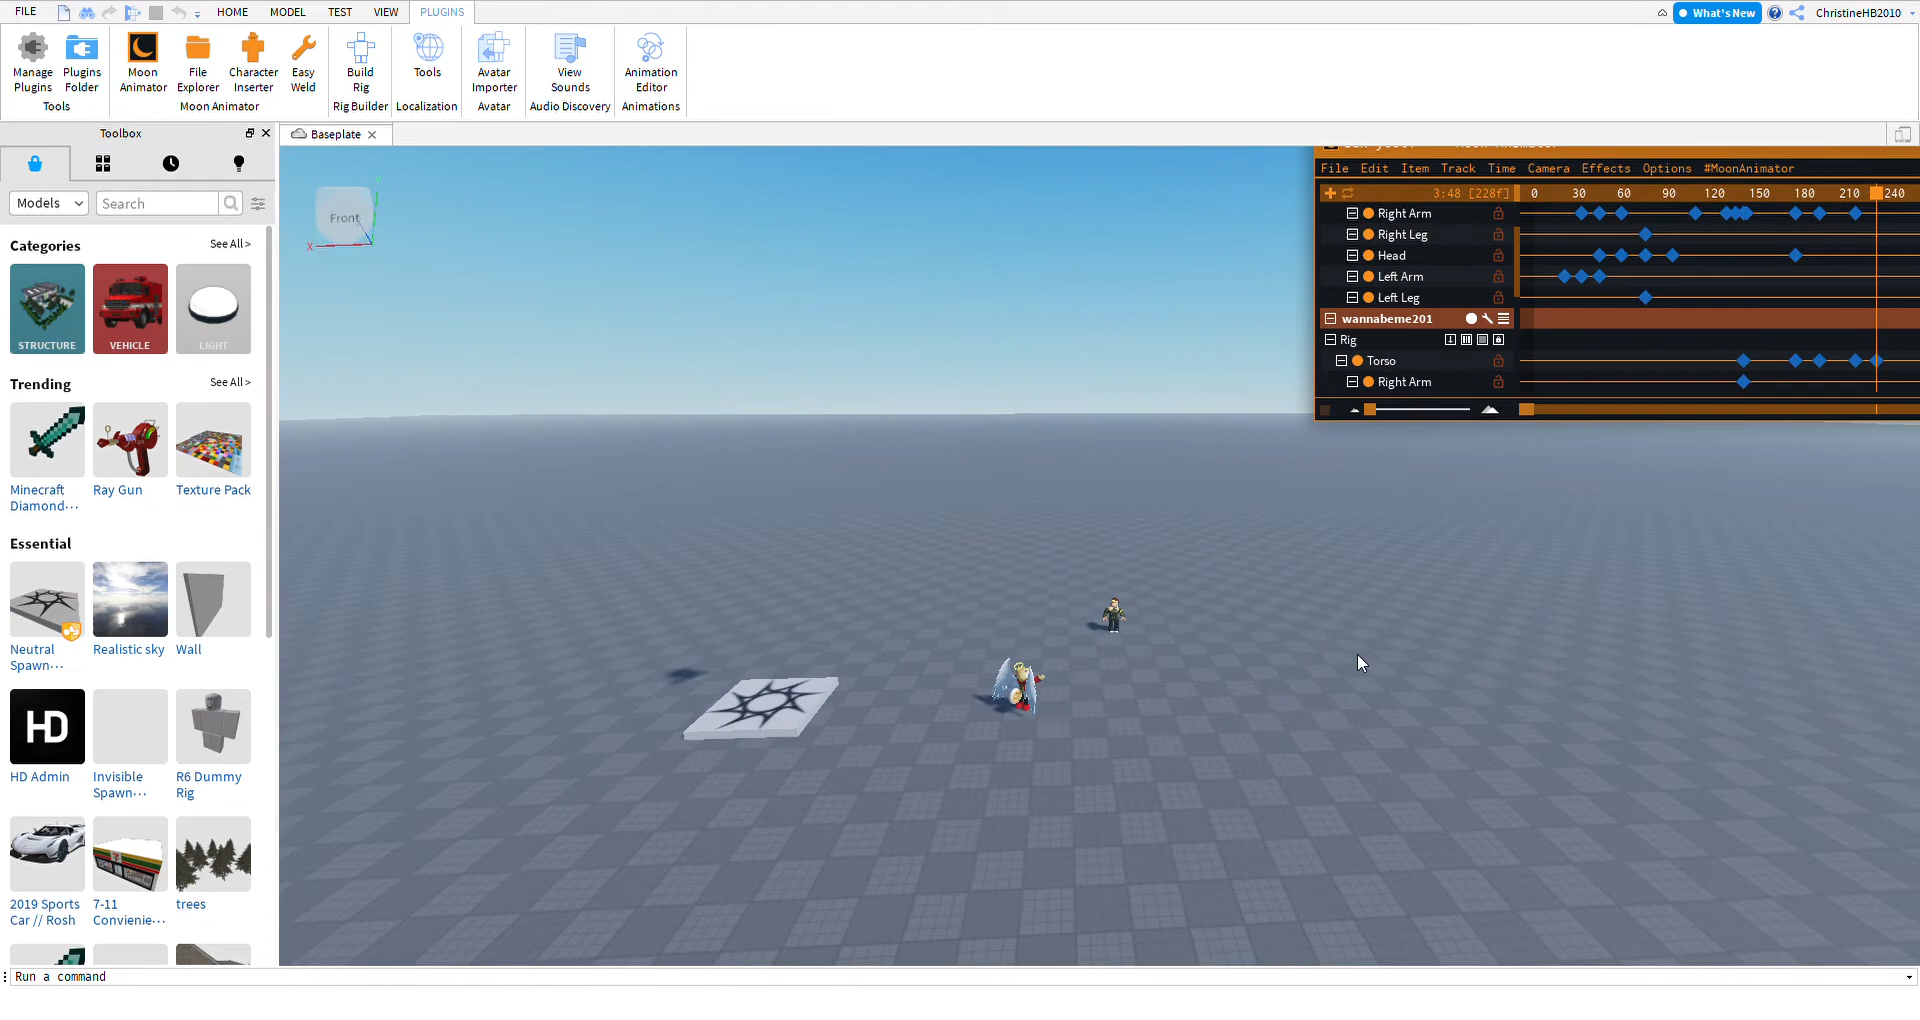 FILE HOME MODEL TEST VIEW PLUGINS What's New ChristineHB2010
Manage Plugins
Plugins Folder
Tools
Moon Animator
File Explorer
Character Inserter
Easy Weld
Moon Animator
Build Rig
Rig Builder
Tools
Localization
Avatar Importer
Avatar
View Sounds
Audio Discovery
Animation Editor
Animations
Toolbox
Baseplate
Models
Search
Categories See All >
STRUCTURE VEHICLE LIGHT
Trending See All >
Minecraft Diamond···
Ray Gun
Texture Pack
Essential
Neutral Spawn···
Realistic sky
Wall
HD
HD Admin
Invisible Spawn···
R6 Dummy Rig
2019 Sports Car // Rosh
7-11 Convienie···
trees
Front
X
Y
File Edit Item Track Time Camera Effects Options #MoonAnimator
3:48 [228f] 0 30 60 90 120 150 180 210 240
Right Arm
Right Leg
Head
Left Arm
Left Leg
wannabeme201
Rig
Torso
Right Arm
Run a command